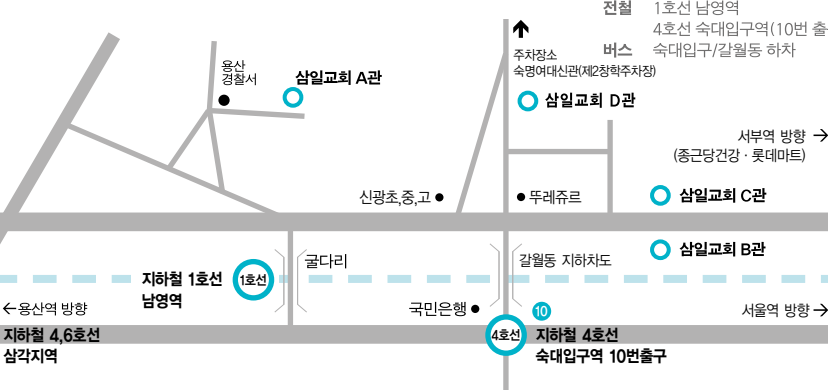 전철 1호선 남영역
4호선 숙대입구역(10번 출
버스 숙대입구/갈월동 하차
주차장소
숙명여대신관(제2창학주차장)
용산
경찰서
삼일교회 A관
삼일교회 D관
서부역 방향
(종근당건강 · 롯데마트)
신광초,중,고
뚜레쥬르
삼일교회 C관
삼일교회 B관
굴다리
갈월동 지하차도
지하철 1호선
남영역
1호선
용산역 방향
국민은행
10
서울역 방향
지하철 4,6호선
삼각지역
4호선
지하철 4호선
숙대입구역 10번출구